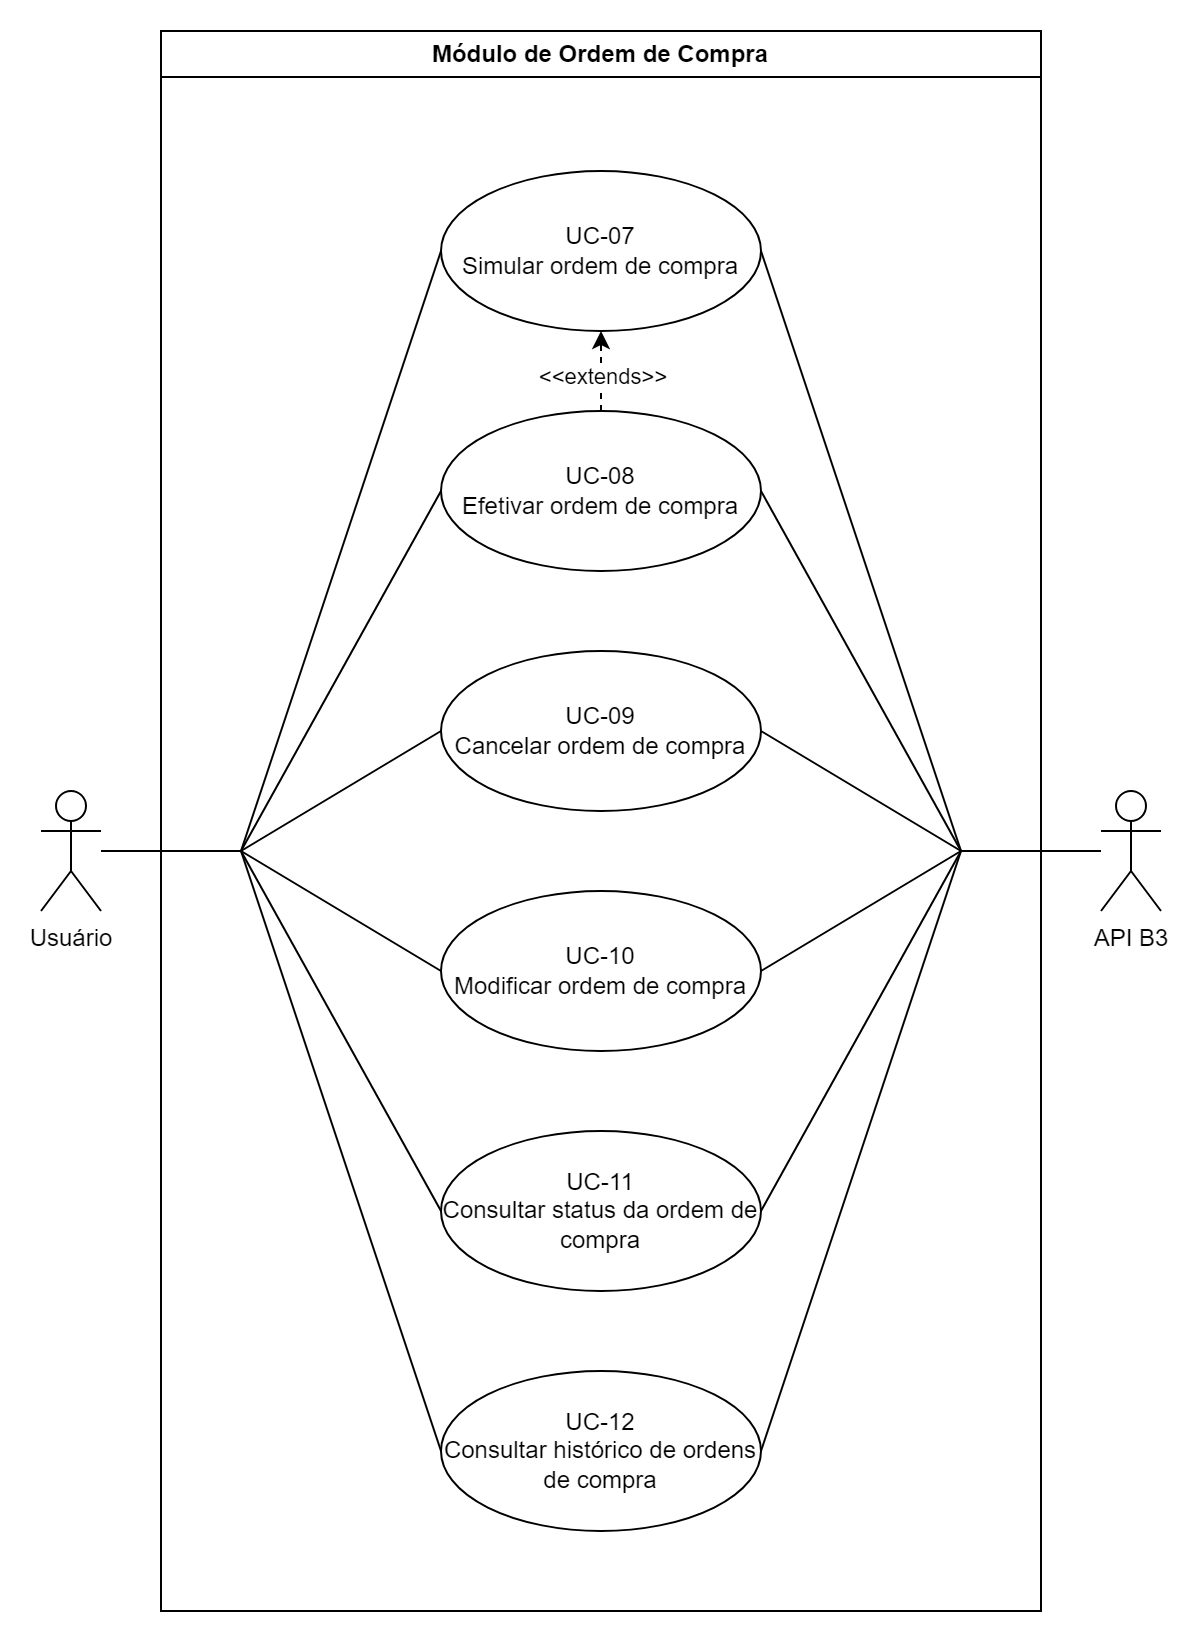 Módulo de Ordem de Compra
UC-07
Simular ordem de compra
<<extends>>
UC-08
Efetivar ordem de compra
UC-09
Cancelar ordem de compra
Usuário
API B3
UC-10
Modificar ordem de compra
UC-11
Consultar status da ordem de
compra
UC-12
Consultar histórico de ordens
de compra